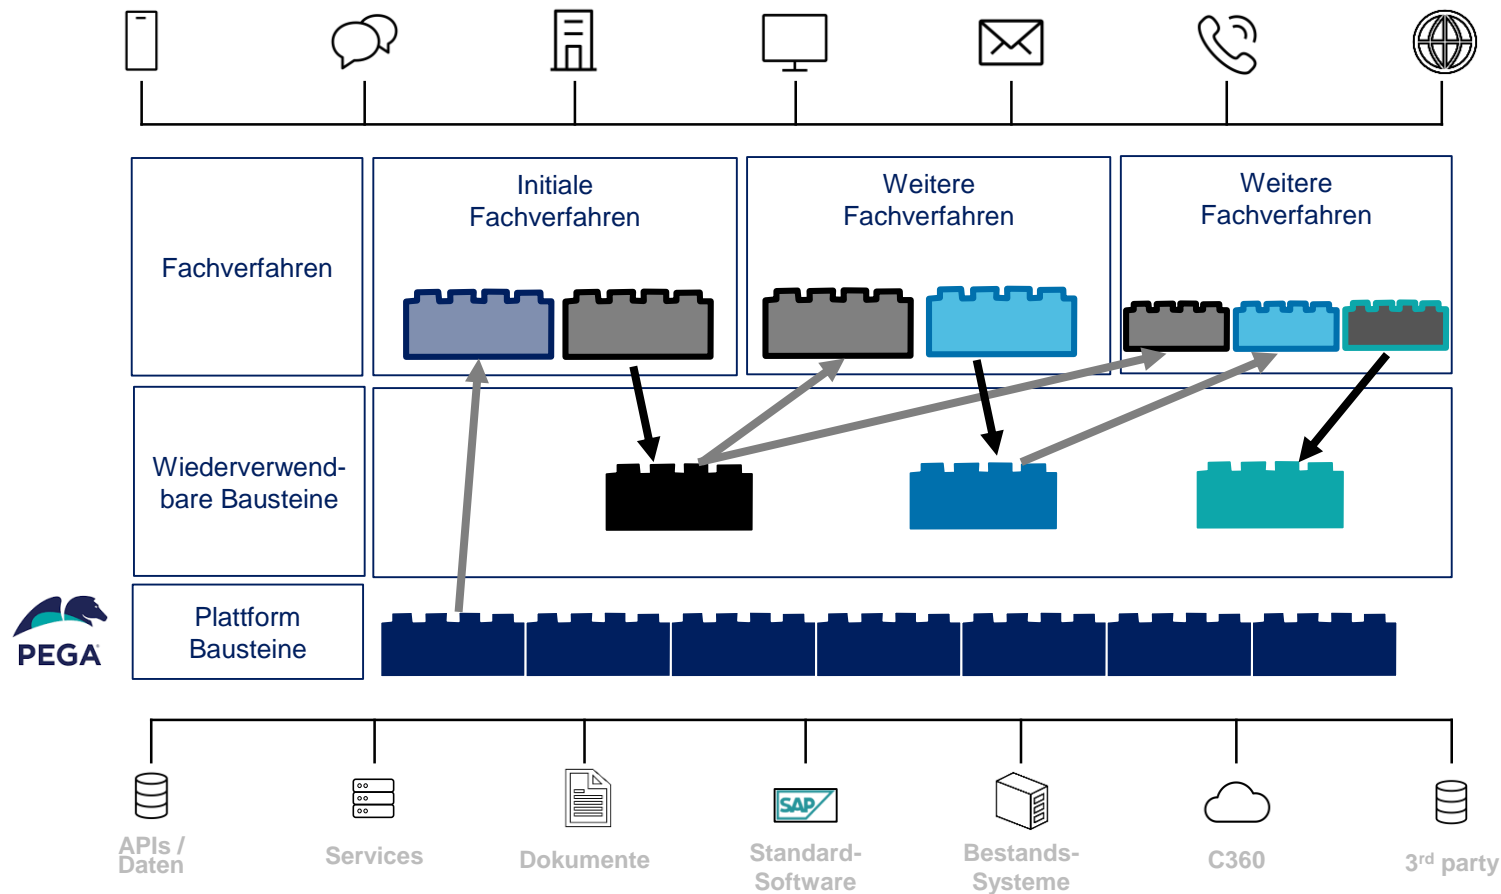 Initiale
Fachverfahren
Weitere
Fachverfahren
Weitere
Fachverfahren
Fachverfahren
Wiederverwend-
bare Bausteine
PEGA
Plattform
Bausteine
APIs /
Daten
Services
Dokumente
SAP
Standard-
Software
Bestands-
Systeme
C360
3rd party